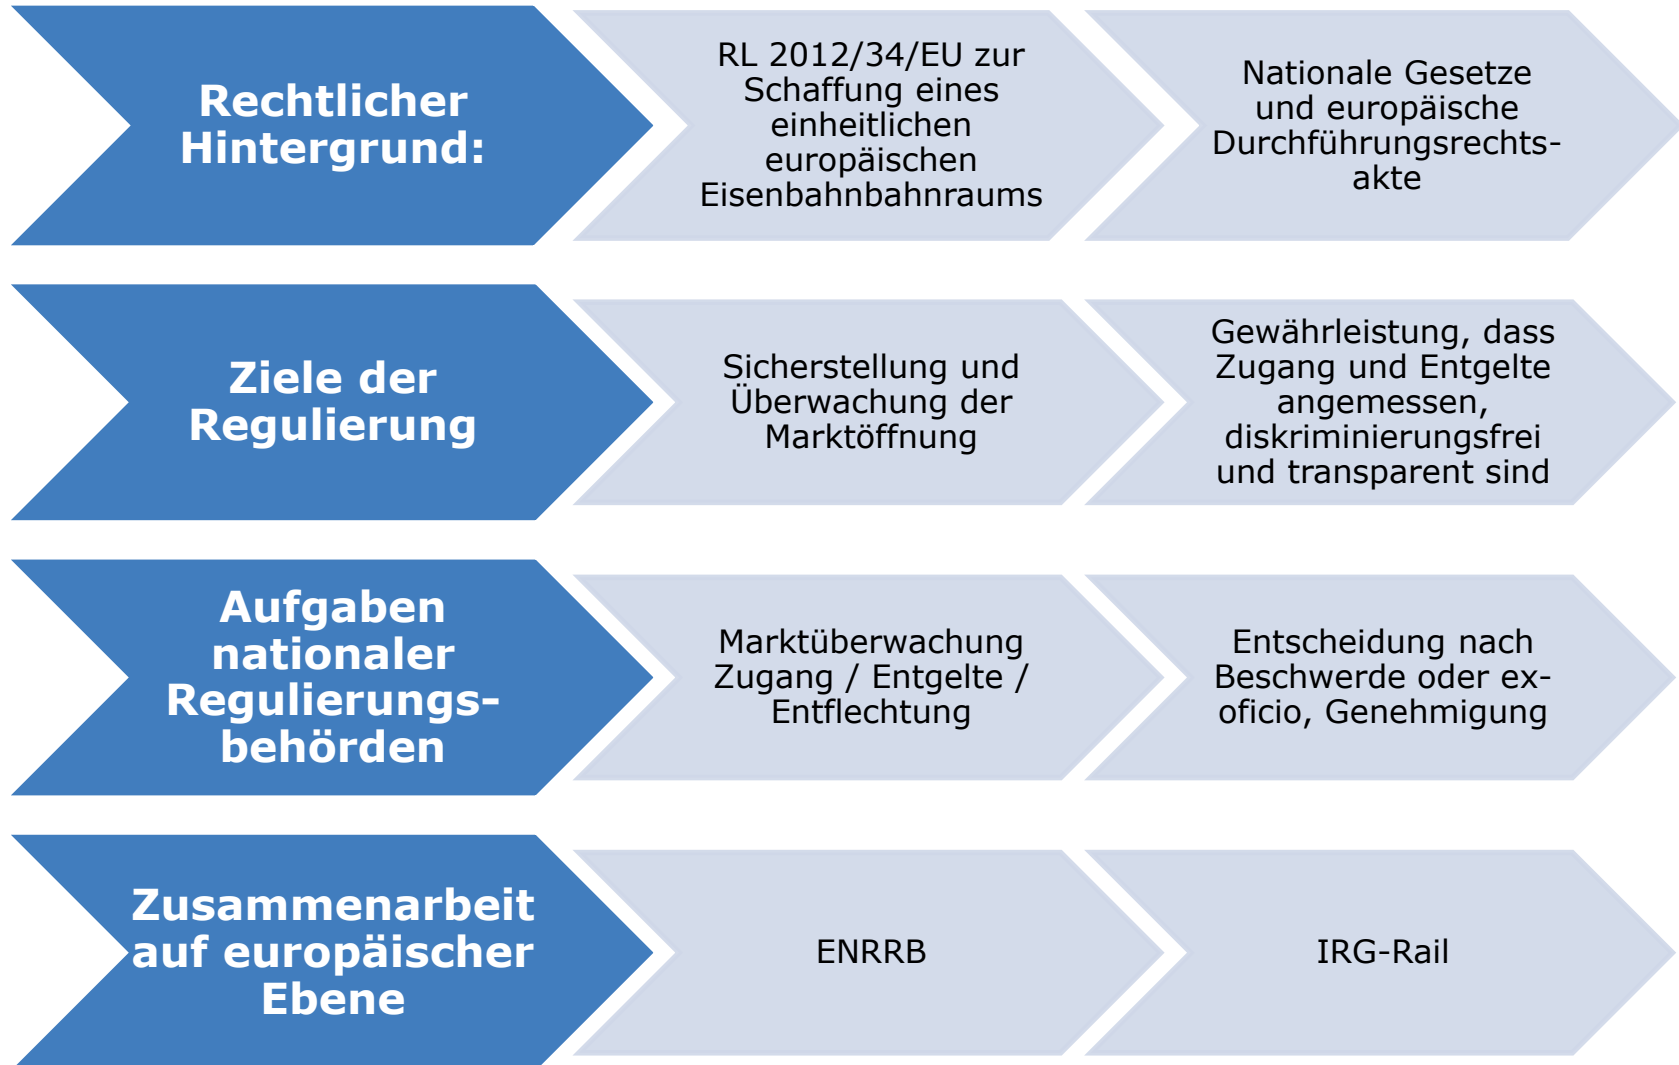 Rechtlicher
Hintergrund:
RL 2012/34/EU zur
Schaffung eines
einheitlichen
europäischen
Eisenbahnbahnraums
Nationale Gesetze
und europäische
Durchführungsrechts-
akte
Ziele der
Regulierung
Sicherstellung und
Überwachung der
Marktöffnung
Gewährleistung, dass
Zugang und Entgelte
angemessen,
diskriminierungsfrei
und transparent sind
Aufgaben
nationaler
Regulierungs-
behörden
Marktüberwachung
Zugang / Entgelte /
Entflechtung
Entscheidung nach
Beschwerde oder ex-
oficio, Genehmigung
Zusammenarbeit
auf europäischer
Ebene
ENRRB
IRG-Rail